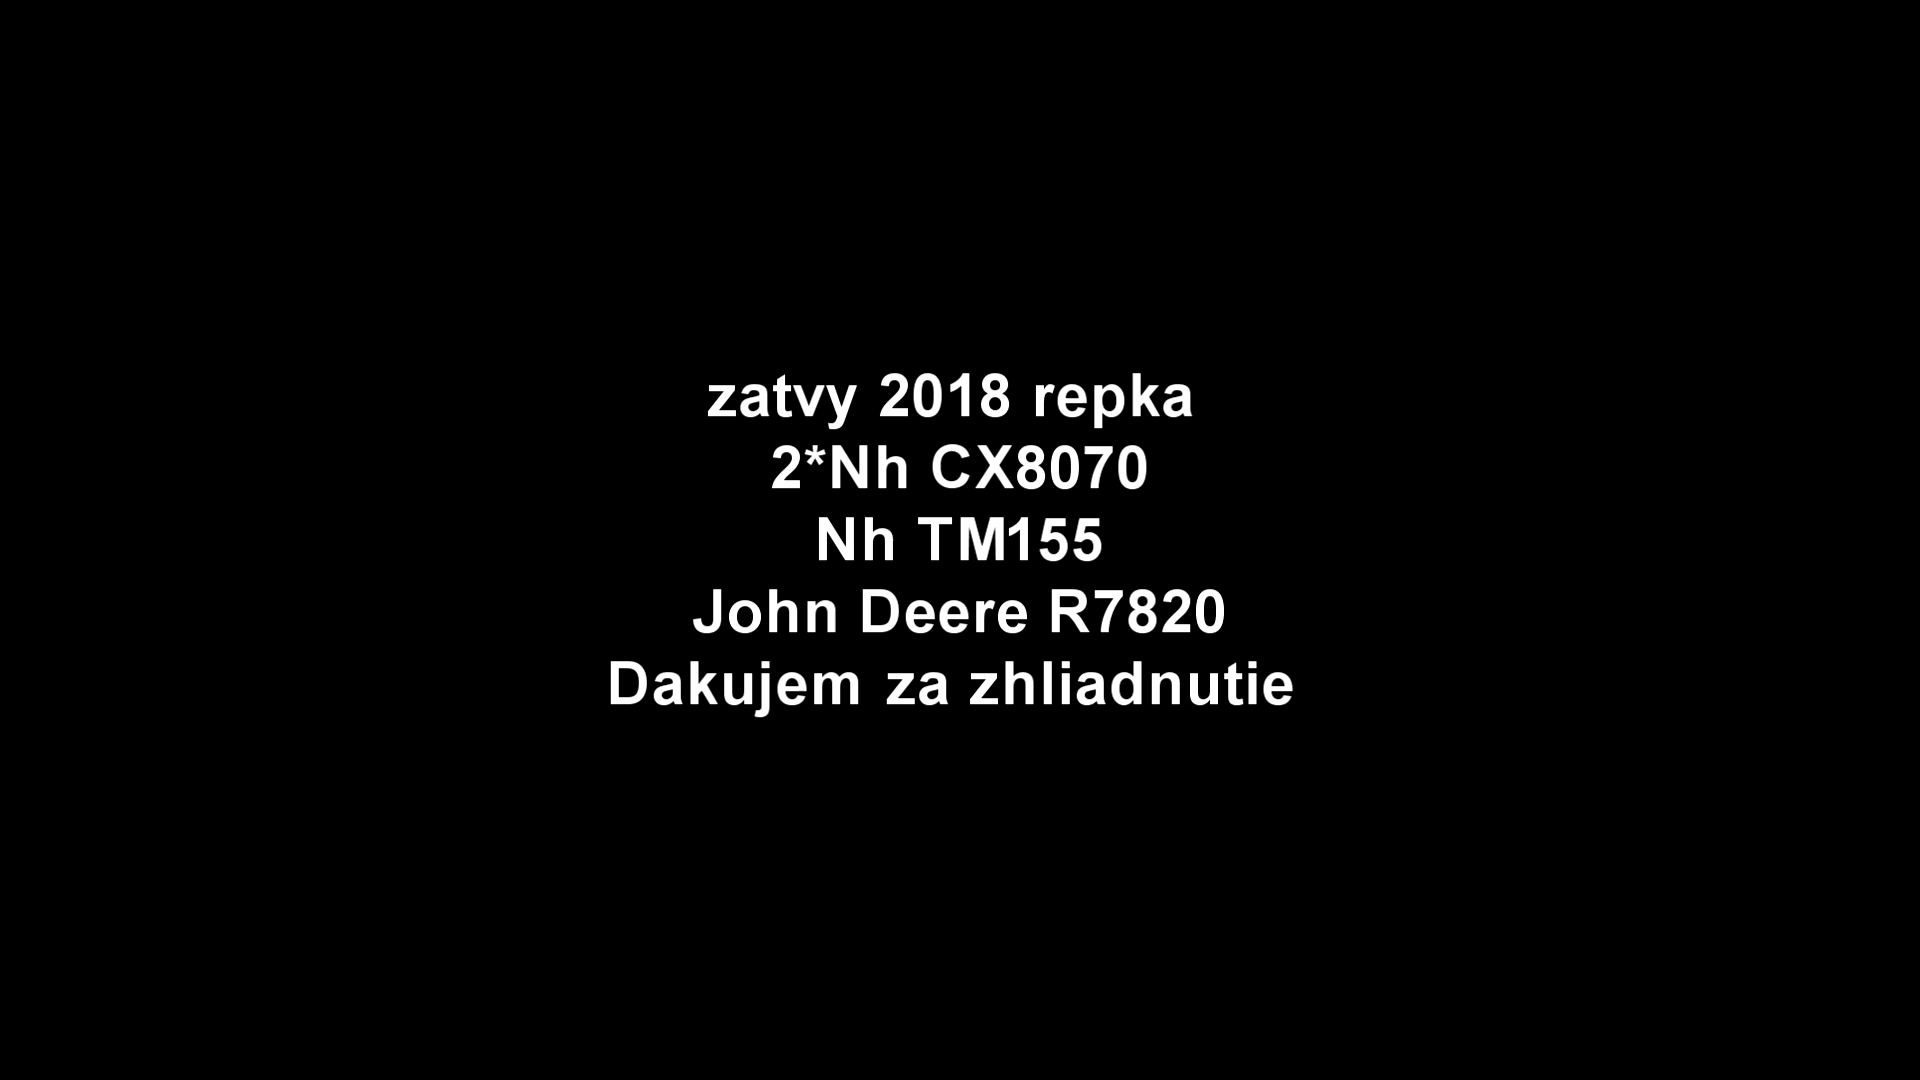 zatvy 2018 repka
2*Nh CX8070
Nh TM155
John Deere R7820
Dakujem za zhliadnutie